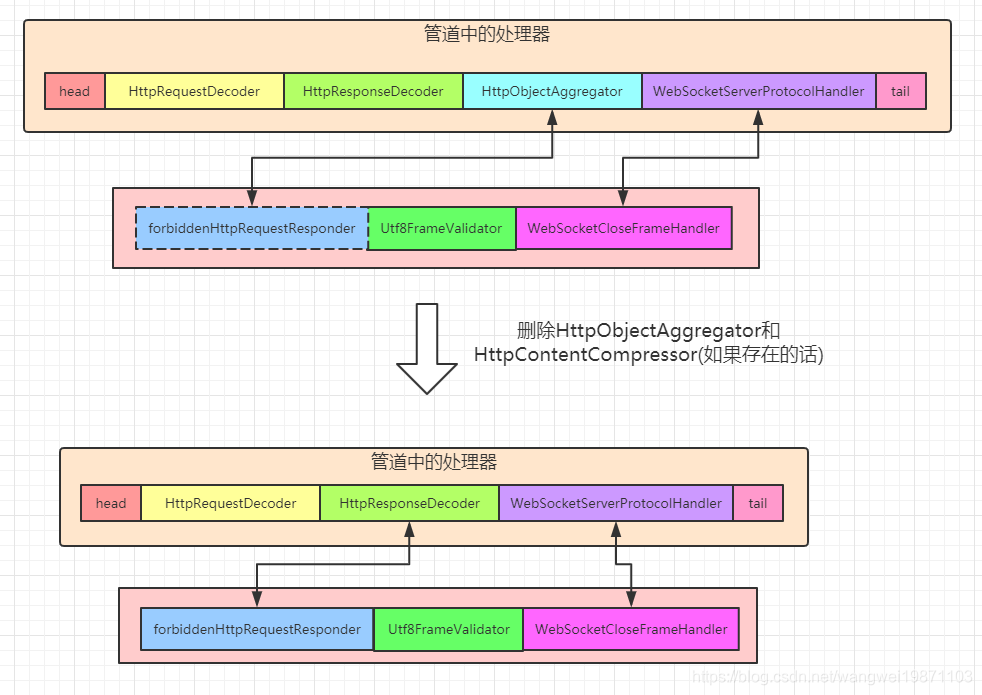 管道中的处理器
head HttpRequestDecoder HttpResponseDecoder HttpObjectAggregator WebSocketServerProtocolHandler tail
forbiddenHttpRequestResponder Utf8FrameValidator WebSocketCloseFrameHandler
删除HttpObjectAggregator和
HttpContentCompressor(如果存在的话)
管道中的处理器
head HttpRequestDecoder HttpResponseDecoder WebSocketServerProtocolHandler tail
forbiddenHttpRequestResponder Utf8FrameValidator WebSocketCloseFrameHandler
https://blog.csdn.net/wangwei19871103